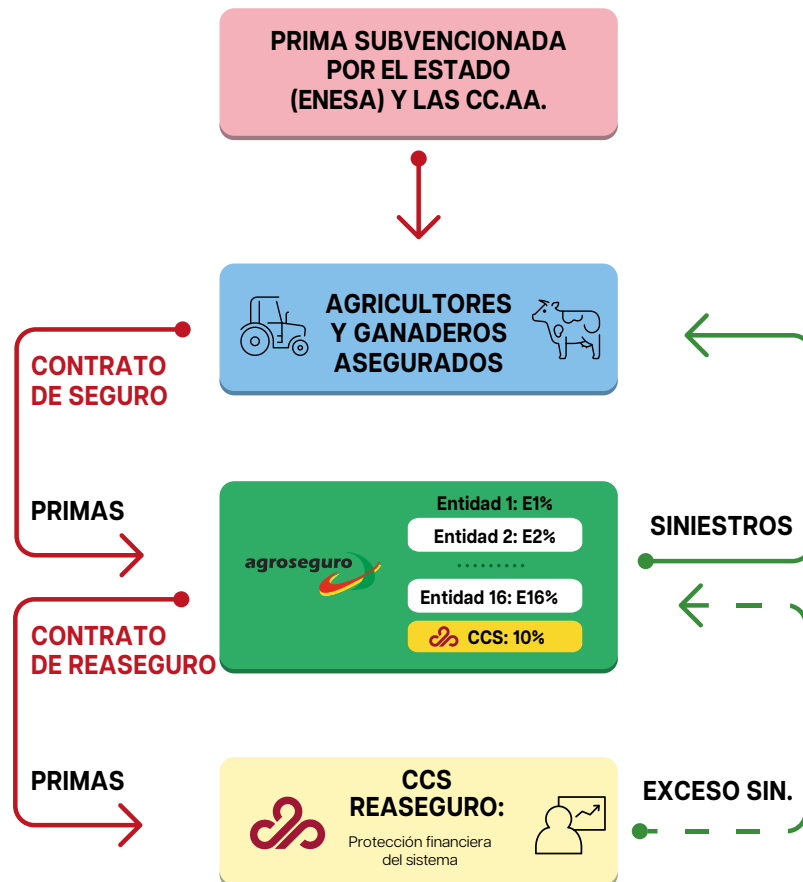 PRIMA SUBVENCIONADA
POR EL ESTADO
(ENESA) Y LAS CC.AA.
AGRICULTORES
Y GANADEROS
ASEGURADOS
CONTRATO
DE SEGURO
PRIMAS
agroseguro
Entidad 1: E1%
Entidad 2: E2%
.........
Entidad 16: E16%
CCS: 10%
SINIESTROS
CONTRATO
DE REASEGURO
PRIMAS
CCS
REASEGURO:
Protección financiera
del sistema
EXCESO SIN.